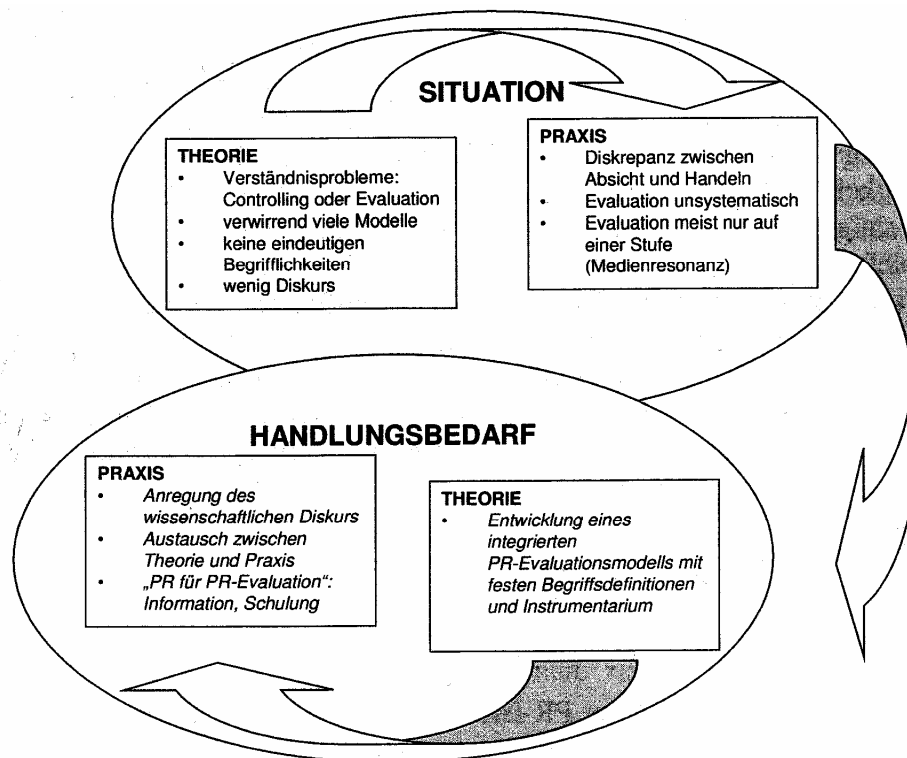 SITUATION
THEORIE
• Verständnisprobleme:
Controlling oder Evaluation
• verwirrend viele Modelle
• keine eindeutigen
Begrifflichkeiten
• wenig Diskurs
PRAXIS
• Diskrepanz zwischen
Absicht und Handeln
• Evaluation unsystematisch
• Evaluation meist nur auf
einer Stufe
(Medienresonanz)
HANDLUNGSBEDARF
PRAXIS
• Anregung des
wissenschaftlichen Diskurs
• Austausch zwischen
Theorie und Praxis
• „PR für PR-Evaluation“:
Information, Schulung
THEORIE
• Entwicklung eines
integrierten
PR-Evaluationsmodells mit
festen Begriffsdefinitionen
und Instrumentarium